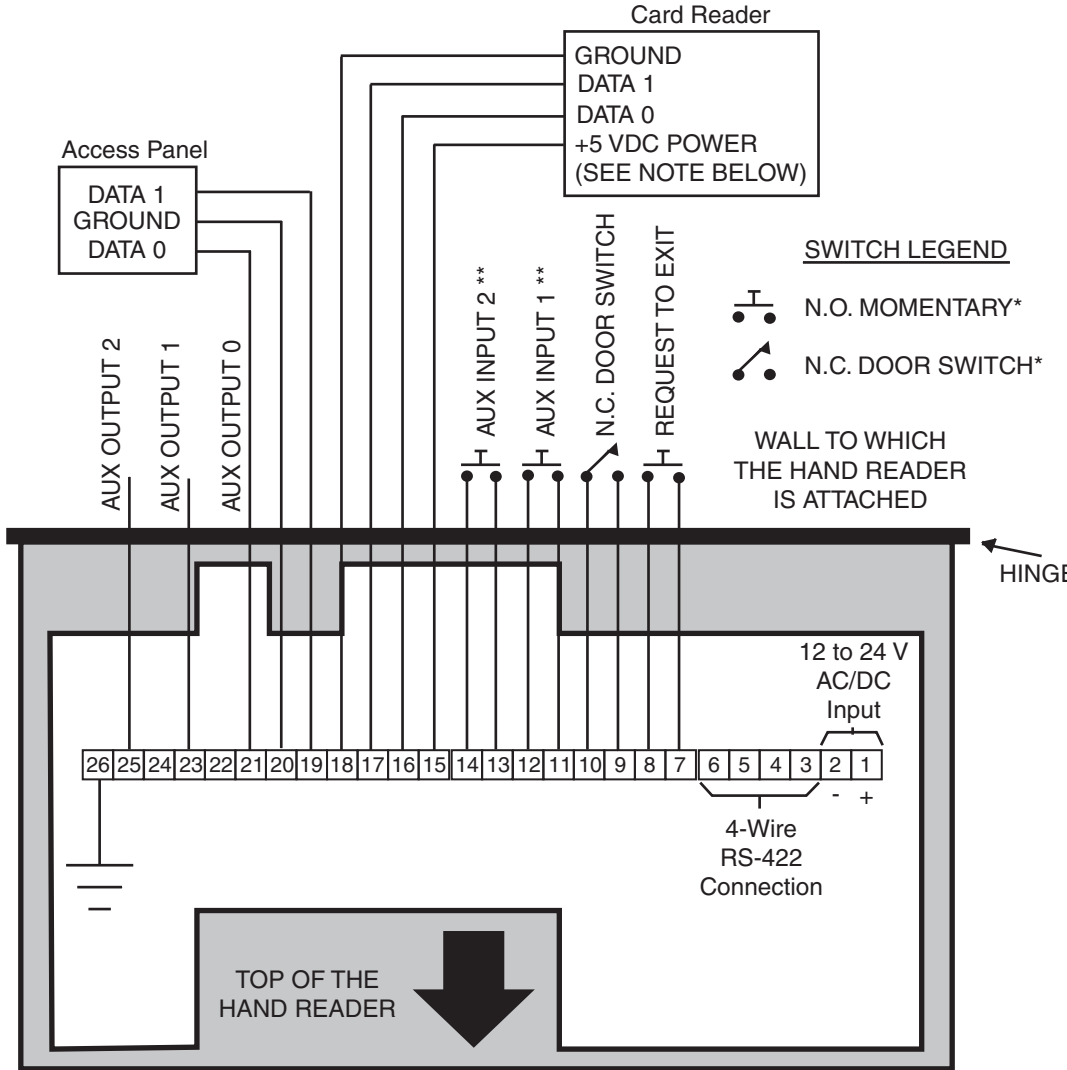 Card Reader
GROUND
DATA 1
DATA 0
+5 VDC POWER
(SEE NOTE BELOW)
Access Panel
DATA 1
GROUND
DATA 0
AUX OUTPUT 2
AUX OUTPUT 1
AUX OUTPUT 0
AUX INPUT 2 **
AUX INPUT 1 **
N.C. DOOR SWITCH
REQUEST TO EXIT
SWITCH LEGEND
N.O. MOMENTARY*
N.C. DOOR SWITCH*
WALL TO WHICH
THE HAND READER
IS ATTACHED
HINGE
12 to 24 V
AC/DC
Input
26 25 24 23 22 21 20 19 18 17 16 15 14 13 12 11 10 9 8 7 6 5 4 3 2 1
- +
4-Wire
RS-422
Connection
TOP OF THE
HAND READER